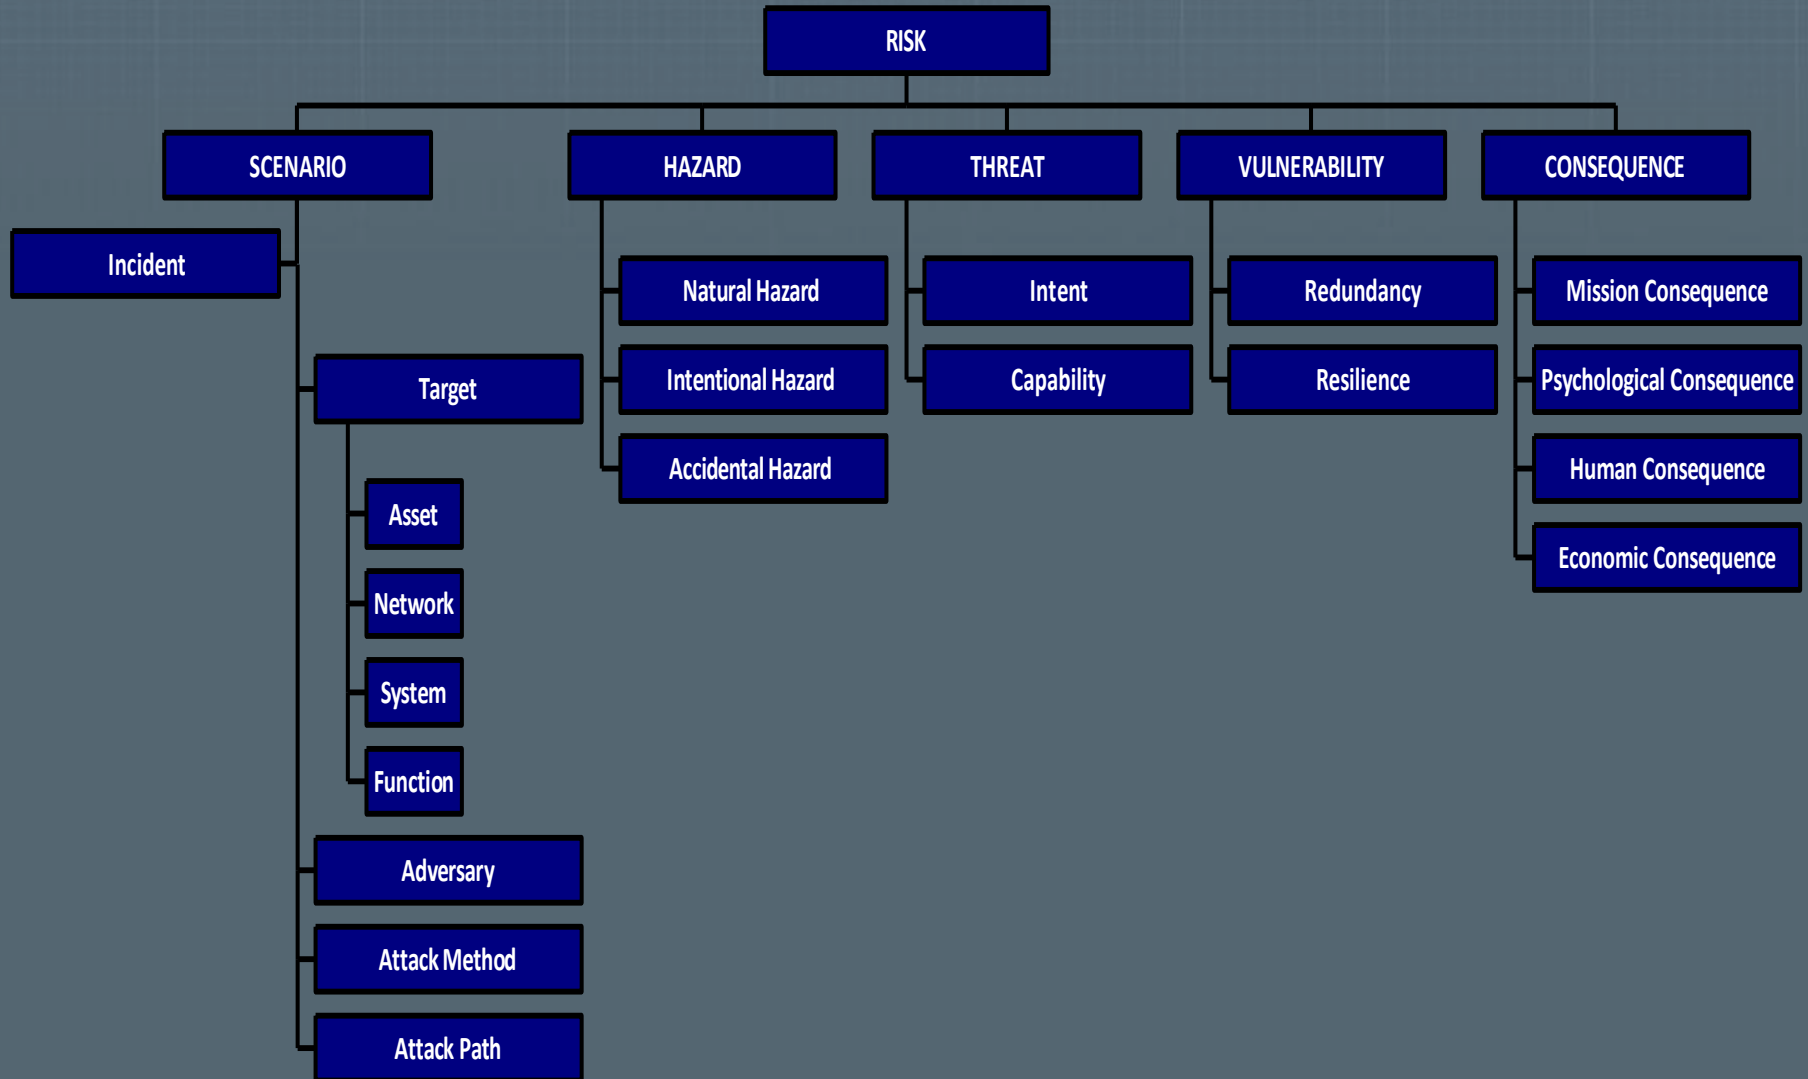 RISK
SCENARIO
HAZARD
THREAT
VULNERABILITY
CONSEQUENCE
Incident
Target
Asset
Network
System
Function
Adversary
Attack Method
Attack Path
Natural Hazard
Intentional Hazard
Accidental Hazard
Intent
Capability
Redundancy
Resilience
Mission Consequence
Psychological Consequence
Human Consequence
Economic Consequence